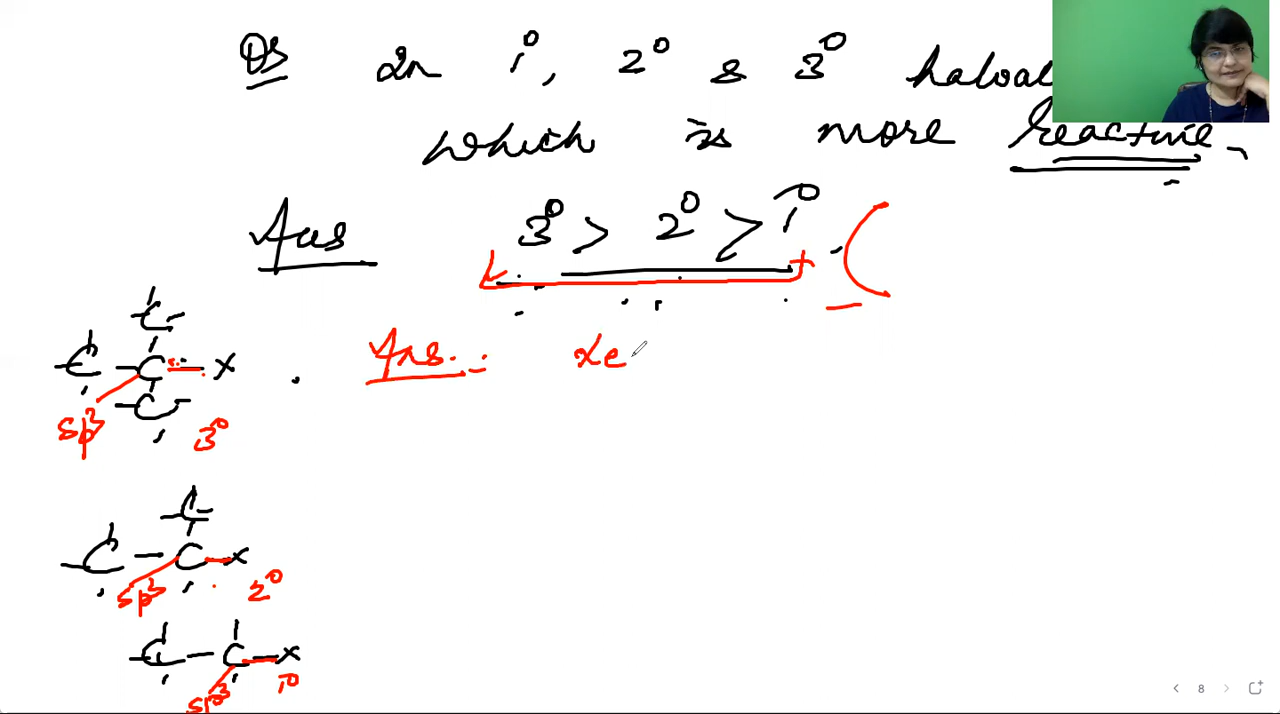 Qs In 1°, 2° & 3° haloal
which is more reactive
Ans 3° > 2° > 1° (
Ans :
C
C – C – X
C
sp³ 3°
C
C – C – X
sp³ 2°
C – C – X
sp³ 1°
8